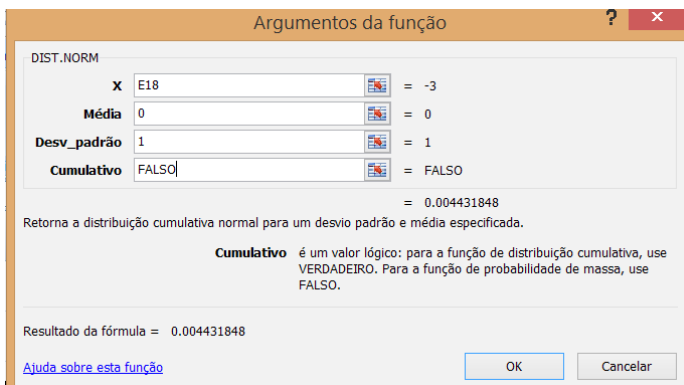 Argumentos da função ? ×
DIST.NORM
X E18 = -3
Média 0 = 0
Desv_padrão 1 = 1
Cumulativo FALSO = FALSO
= 0.004431848
Retorna a distribuição cumulativa normal para um desvio padrão e média especificada.
Cumulativo é um valor lógico: para a função de distribuição cumulativa, use
VERDADEIRO. Para a função de probabilidade de massa, use
FALSO.
Resultado da fórmula = 0.004431848
Ajuda sobre esta função OK Cancelar